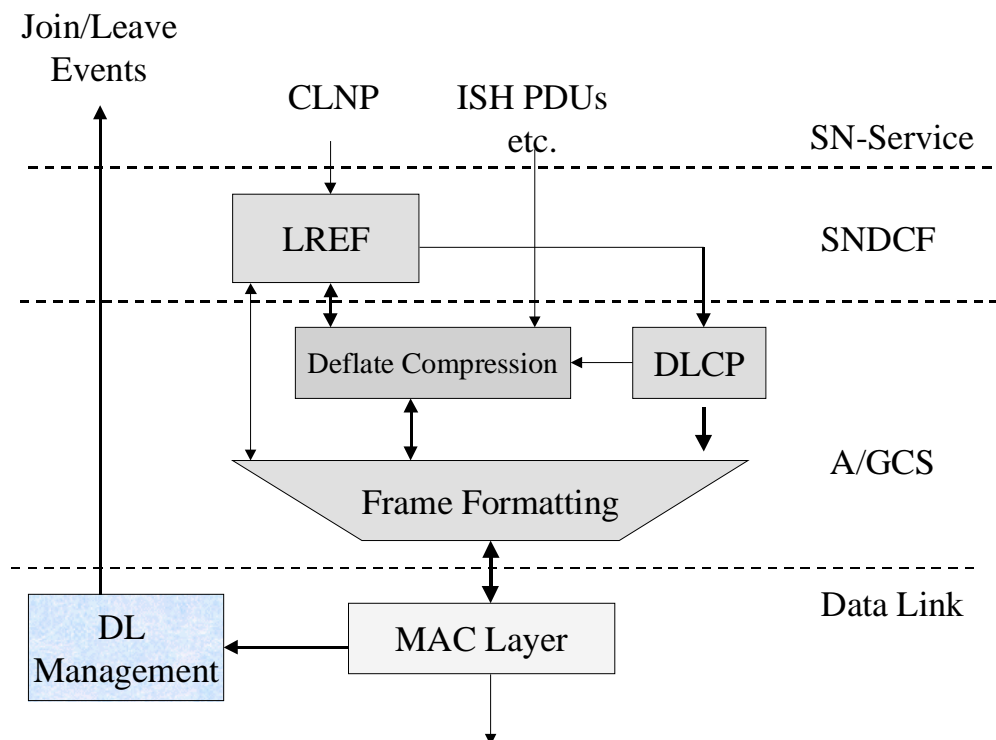 Join/Leave
Events
CLNP
ISH PDUs
etc.
SN-Service
LREF
SNDCF
Deflate Compression
DLCP
A/GCS
Frame Formatting
Data Link
DL
Management
MAC Layer